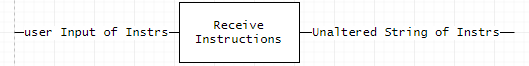 user Input of Instrs
Receive
Instructions
Unaltered String of Instrs